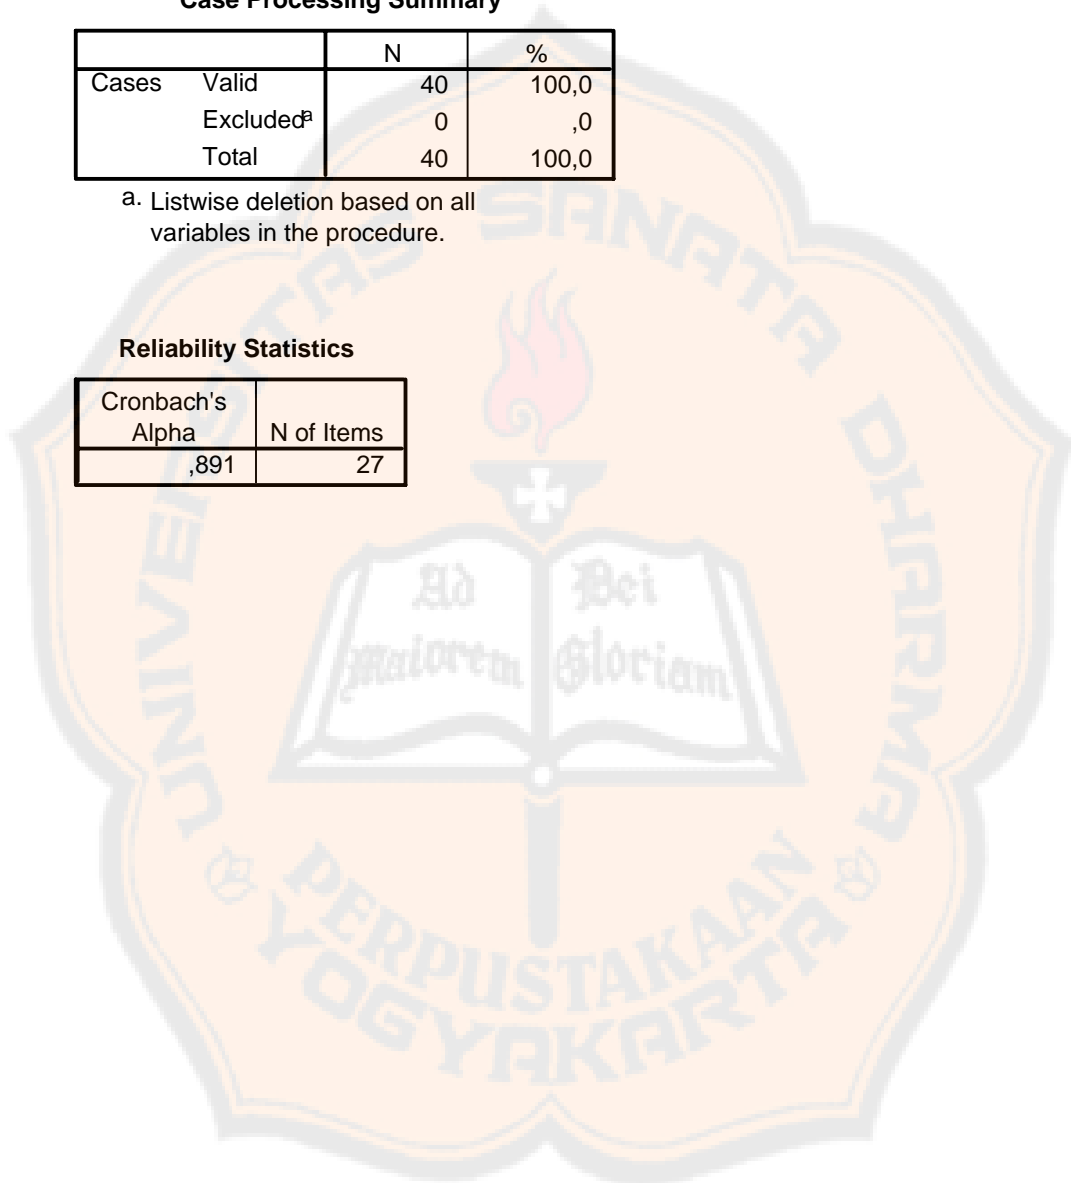 Case Processing Summary
N %
Cases Valid 40 100,0
Excludedᵃ 0 ,0
Total 40 100,0
a. Listwise deletion based on all
variables in the procedure.
Reliability Statistics
Cronbach's
Alpha N of Items
,891 27
UNIVERSITAS SANATA DHARMA
Ad Dei
Maiorem Gloriam
PERPUSTAKAAN
YOGYAKARTA